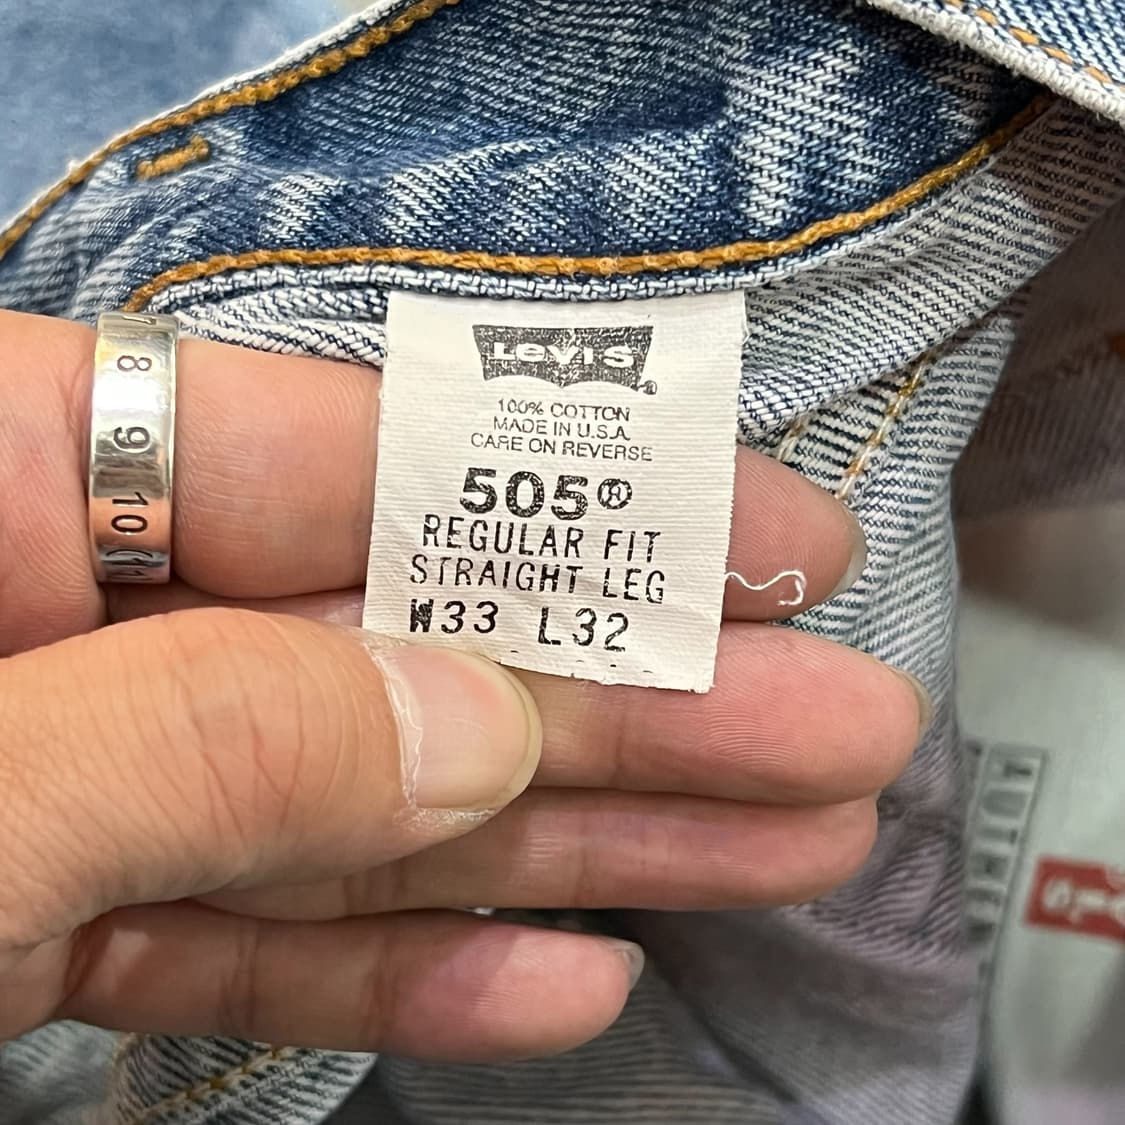 Levi's®
100% COTTON
MADE IN U.S.A.
CARE ON REVERSE
505®
REGULAR FIT
STRAIGHT LEG
W33 L32
8
9
10